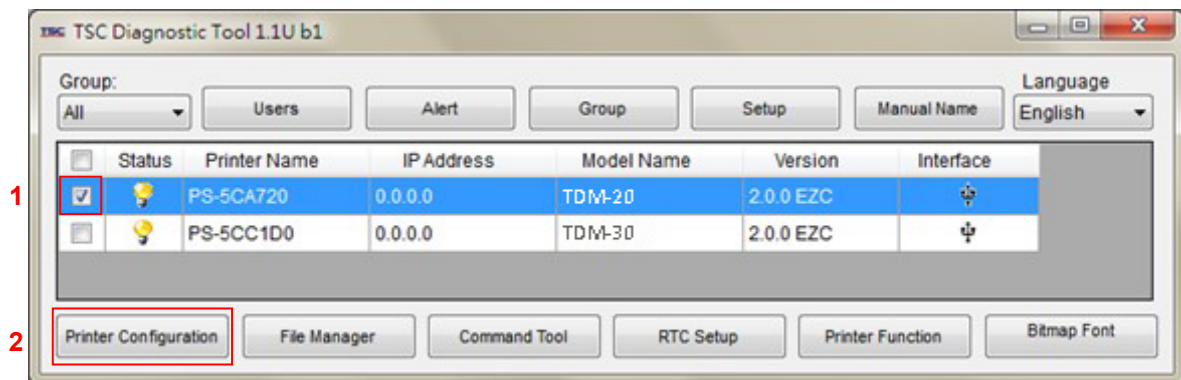 TSC TSC Diagnostic Tool 1.1U b1
Group: Language
All Users Alert Group Setup Manual Name English
Status Printer Name IP Address Model Name Version Interface
1 PS-5CA720 0.0.0.0 TDM-20 2.0.0 EZC
PS-5CC1D0 0.0.0.0 TDM-30 2.0.0 EZC
2 Printer Configuration File Manager Command Tool RTC Setup Printer Function Bitmap Font